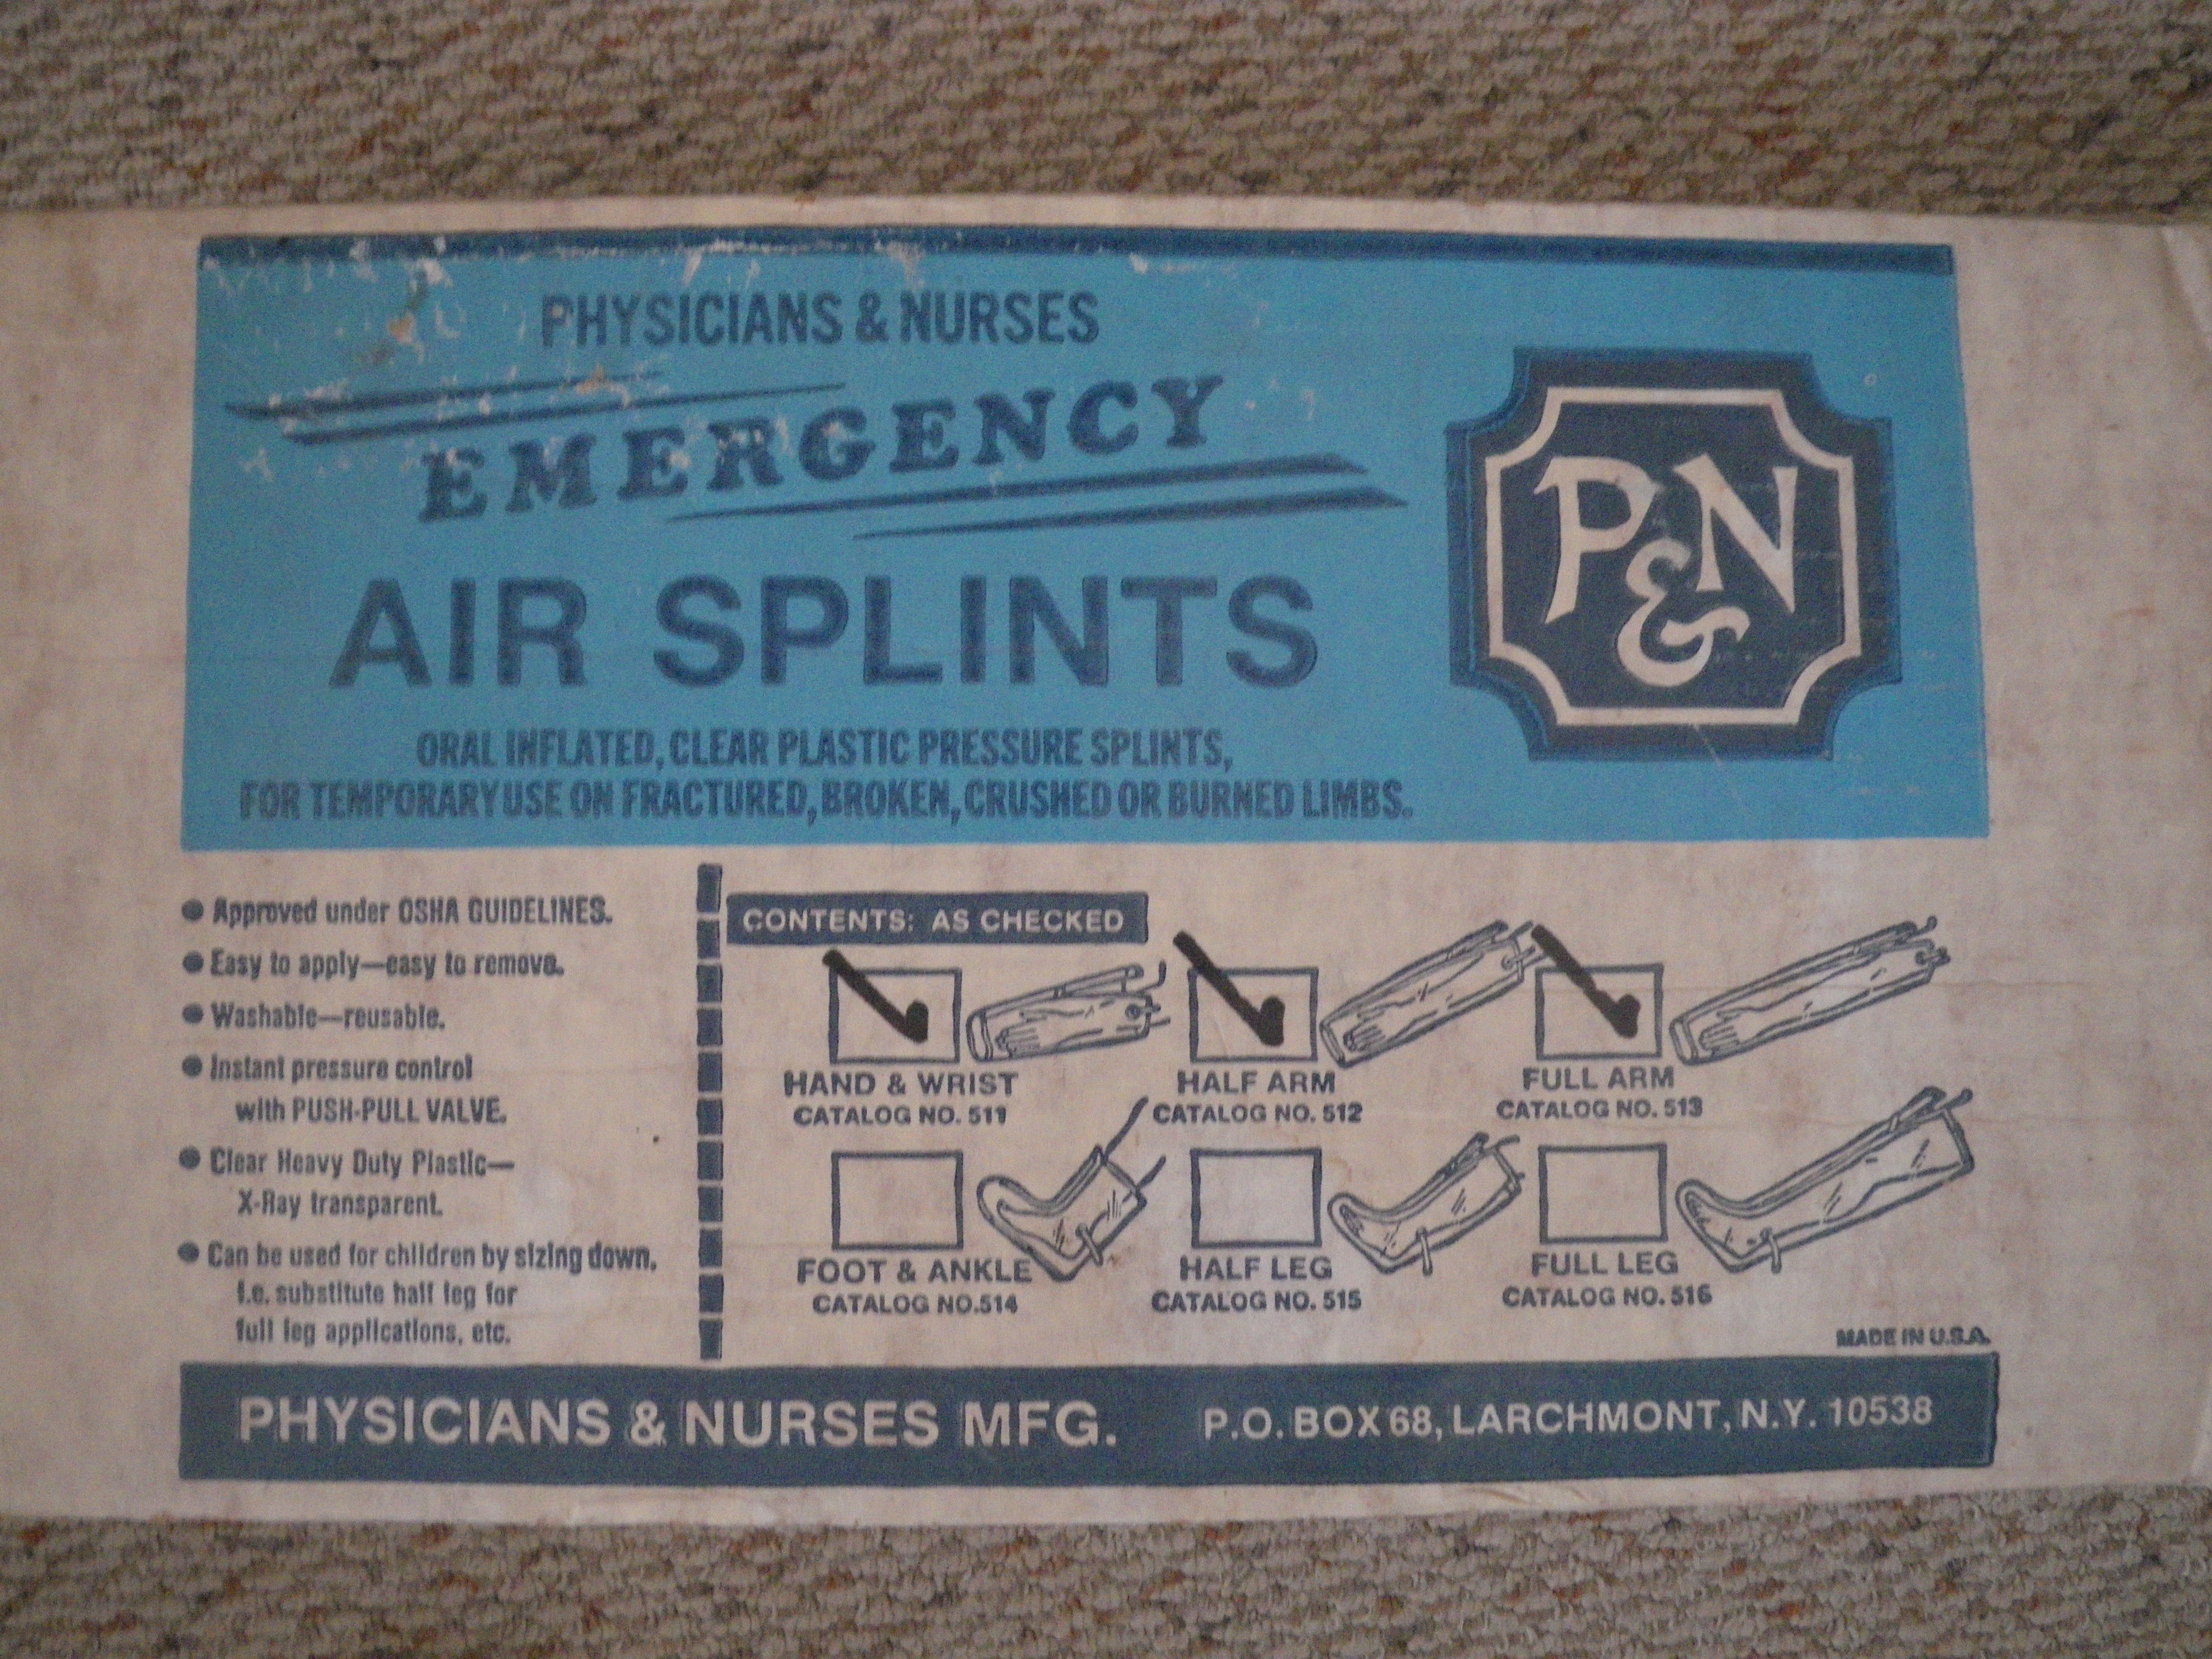 PHYSICIANS & NURSES
EMERGENCY
AIR SPLINTS
ORAL INFLATED, CLEAR PLASTIC PRESSURE SPLINTS,
FOR TEMPORARY USE ON FRACTURED, BROKEN, CRUSHED OR BURNED LIMBS.
P&N
● Approved under OSHA GUIDELINES.
● Easy to apply—easy to remove.
● Washable—reusable.
● Instant pressure control
with PUSH-PULL VALVE.
● Clear Heavy Duty Plastic—
X-Ray transparent.
● Can be used for children by sizing down.
i.e. substitute half leg for
full leg applications, etc.
CONTENTS: AS CHECKED
HAND & WRIST
CATALOG NO. 511
HALF ARM
CATALOG NO. 512
FULL ARM
CATALOG NO. 513
FOOT & ANKLE
CATALOG NO.514
HALF LEG
CATALOG NO. 515
FULL LEG
CATALOG NO. 516
MADE IN U.S.A.
PHYSICIANS & NURSES MFG. P.O. BOX 68, LARCHMONT, N.Y. 10538